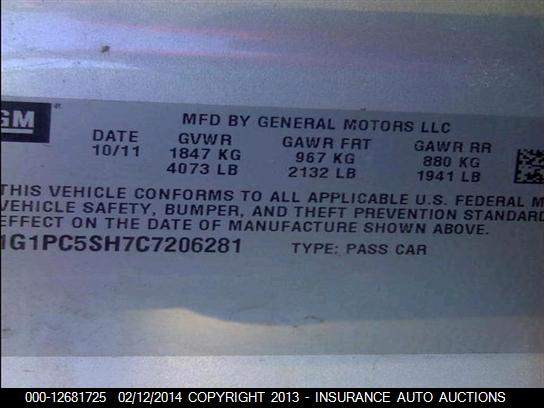 GM
MFD BY GENERAL MOTORS LLC
DATE GVWR GAWR FRT GAWR RR
10/11 1847 KG 967 KG 880 KG
4073 LB 2132 LB 1941 LB
THIS VEHICLE CONFORMS TO ALL APPLICABLE U.S. FEDERAL M
VEHICLE SAFETY, BUMPER, AND THEFT PREVENTION STANDARD
EFFECT ON THE DATE OF MANUFACTURE SHOWN ABOVE.
1G1PC5SH7C7206281 TYPE: PASS CAR
000-12681725 02/12/2014 COPYRIGHT 2013 - INSURANCE AUTO AUCTIONS